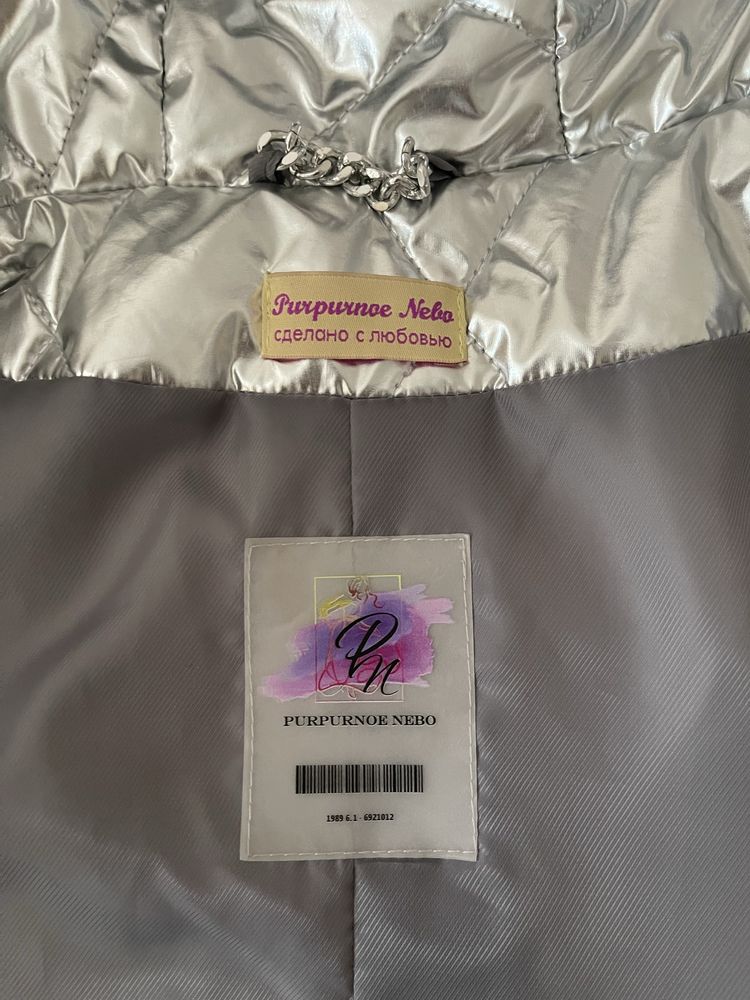 Purpurnoe Nebo
сделано с любовью
PN
PURPURNOE NEBO
1989 6.1 - 6921012